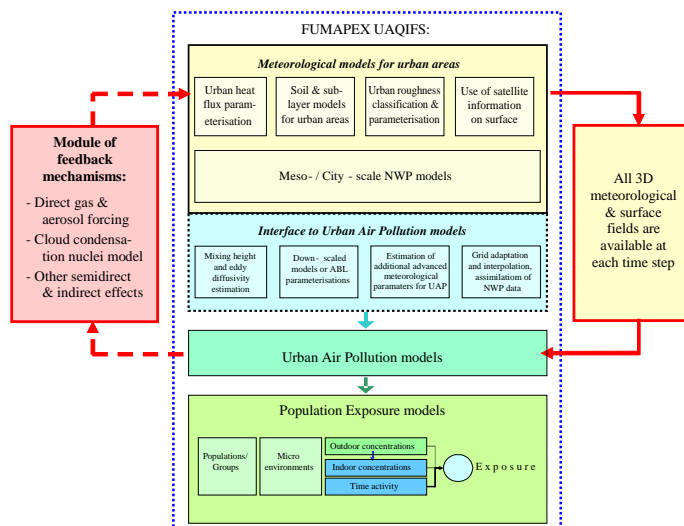 FUMAPEX UAQIFS:
Meteorological models for urban areas
Urban heat
flux param-
eterisation
Soil & sub-
layer models
for urban areas
Urban roughness
classification &
parameterisation
Use of satellite
information
on surface
Meso- / City - scale NWP models
Interface to Urban Air Pollution models
Mixing height
and eddy
diffusivity
estimation
Down- scaled
models or ABL
parameterisations
Estimation of
additional advanced
meteorological
paramaters for UAP
Grid adaptation
and interpolation,
assimilation of
NWP data
Urban Air Pollution models
Population Exposure models
Populations/
Groups
Micro
environments
Outdoor concentrations
Indoor concentrations
Time activity
Exposure
Module of
feedback
mechanisms:
- Direct gas &
aerosol forcing
- Cloud condensa-
tion nuclei model
- Other semidirect
& indirect effects
All 3D
meteorological
& surface
fields are
available at
each time step